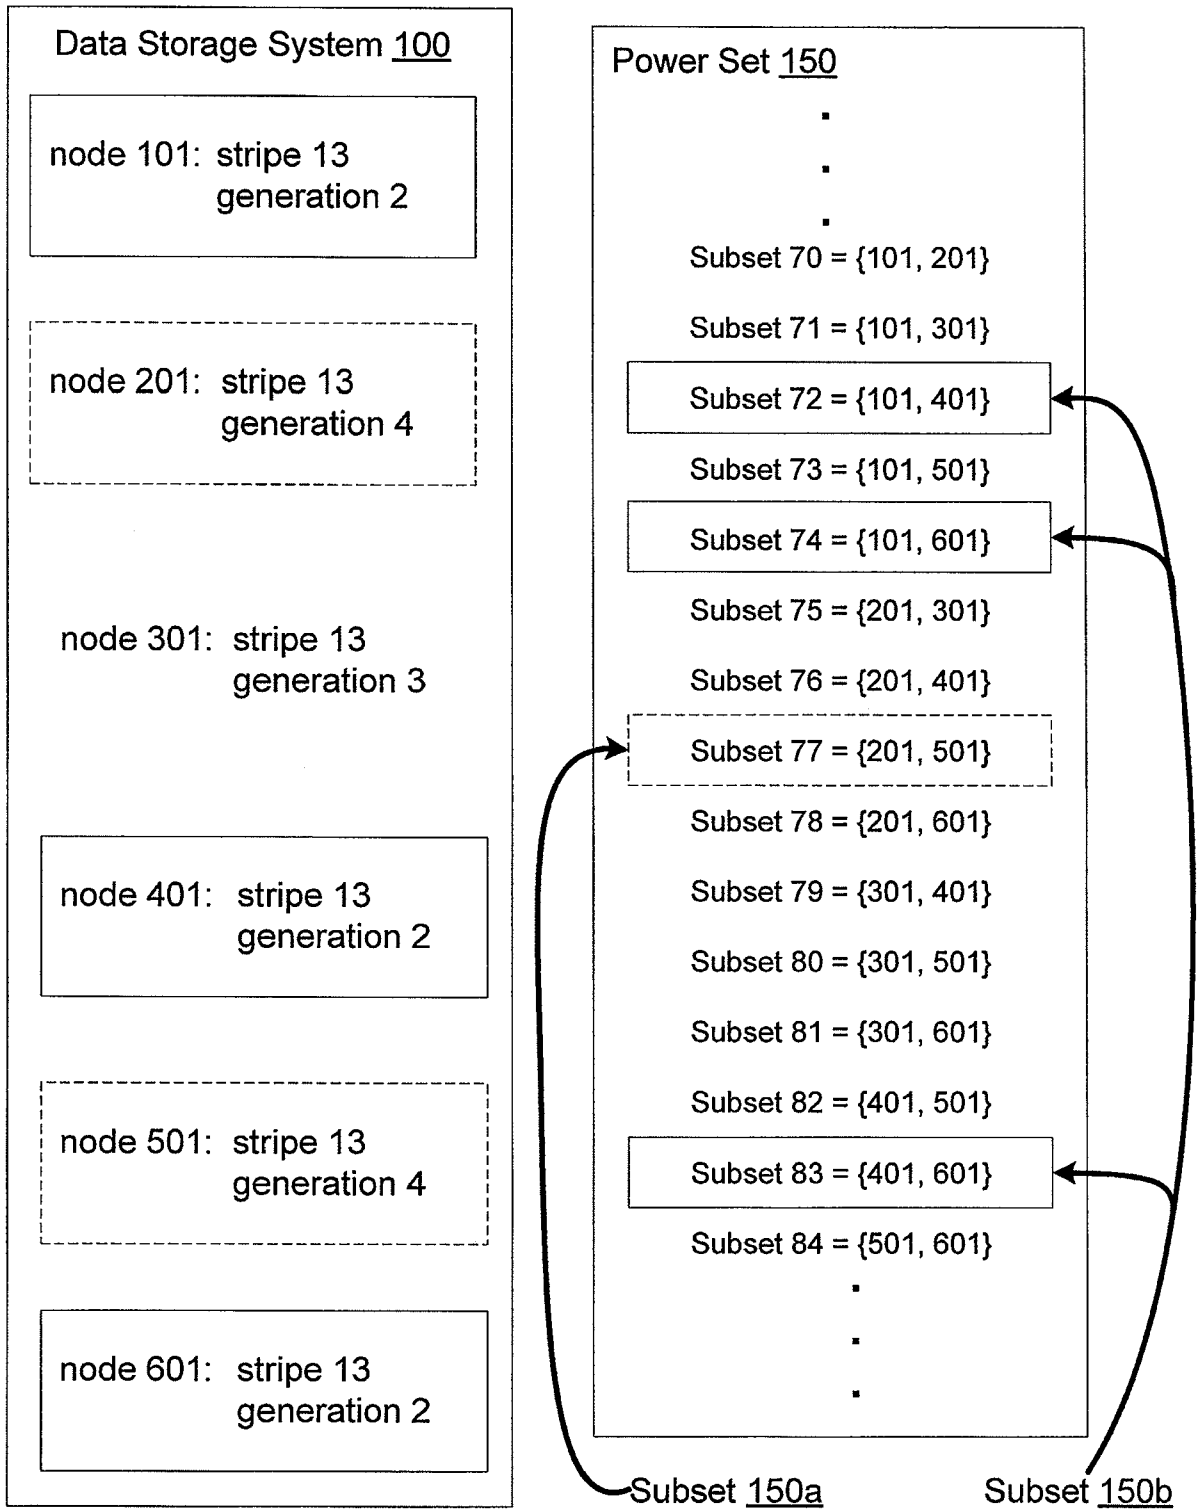 Data Storage System 100
node 101: stripe 13
generation 2
node 201: stripe 13
generation 4
node 301: stripe 13
generation 3
node 401: stripe 13
generation 2
node 501: stripe 13
generation 4
node 601: stripe 13
generation 2
Power Set 150
Subset 70 = {101, 201}
Subset 71 = {101, 301}
Subset 72 = {101, 401}
Subset 73 = {101, 501}
Subset 74 = {101, 601}
Subset 75 = {201, 301}
Subset 76 = {201, 401}
Subset 77 = {201, 501}
Subset 78 = {201, 601}
Subset 79 = {301, 401}
Subset 80 = {301, 501}
Subset 81 = {301, 601}
Subset 82 = {401, 501}
Subset 83 = {401, 601}
Subset 84 = {501, 601}
Subset 150a
Subset 150b